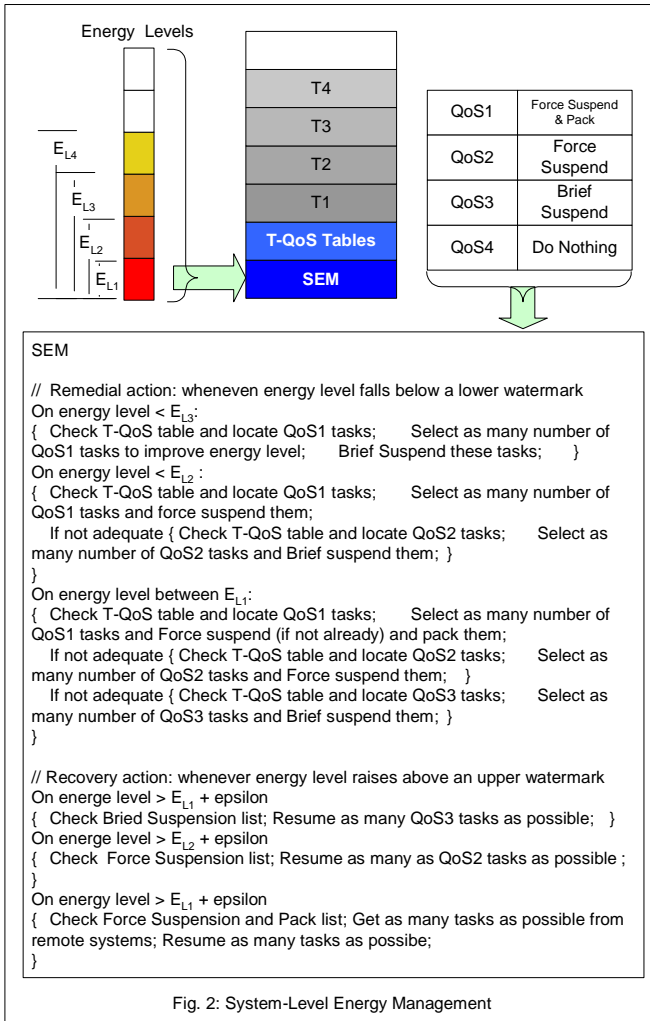 Energy Levels
E_L4
E_L3
E_L2
E_L1
T4
T3
T2
T1
T-QoS Tables
SEM
QoS1 Force Suspend & Pack
QoS2 Force Suspend
QoS3 Brief Suspend
QoS4 Do Nothing
SEM
// Remedial action: wheneven energy level falls below a lower watermark
On energy level < E_L3:
{ Check T-QoS table and locate QoS1 tasks; Select as many number of
QoS1 tasks to improve energy level; Brief Suspend these tasks; }
On energy level < E_L2 :
{ Check T-QoS table and locate QoS1 tasks; Select as many number of
QoS1 tasks and force suspend them;
If not adequate { Check T-QoS table and locate QoS2 tasks; Select as
many number of QoS2 tasks and Brief suspend them; }
}
On energy level between E_L1:
{ Check T-QoS table and locate QoS1 tasks; Select as many number of
QoS1 tasks and Force suspend (if not already) and pack them;
If not adequate { Check T-QoS table and locate QoS2 tasks; Select as
many number of QoS2 tasks and Force suspend them; }
If not adequate { Check T-QoS table and locate QoS3 tasks; Select as
many number of QoS3 tasks and Brief suspend them; }
}
// Recovery action: whenever energy level raises above an upper watermark
On energe level > E_L1 + epsilon
{ Check Bried Suspension list; Resume as many QoS3 tasks as possible; }
On energe level > E_L2 + epsilon
{ Check Force Suspension list; Resume as many as QoS2 tasks as possible ;
}
On energy level > E_L1 + epsilon
{ Check Force Suspension and Pack list; Get as many tasks as possible from
remote systems; Resume as many tasks as possibe;
}
Fig. 2: System-Level Energy Management